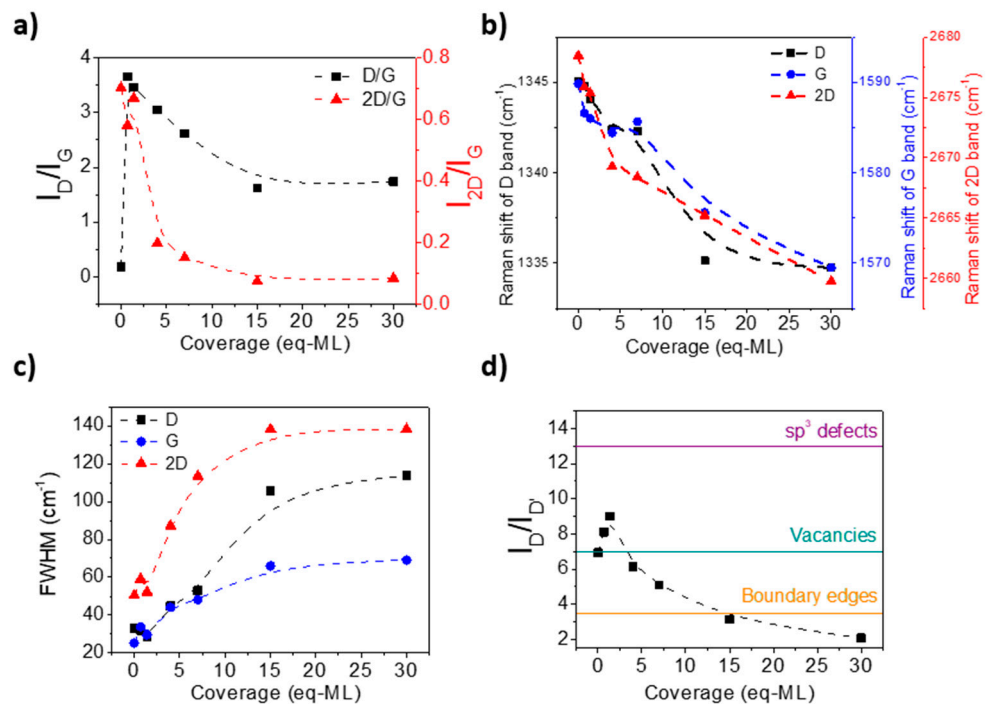 a)
4
3
2
1
0
I_D/I_G
D/G
2D/G
0.8
0.6
0.4
0.2
0.0
I_2D/I_G
0 5 10 15 20 25 30
Coverage (eq-ML)
b)
1345
1340
1335
Raman shift of D band (cm⁻¹)
D
G
2D
1590
1580
1570
Raman shift of G band (cm⁻¹)
2680
2675
2670
2665
2660
Raman shift of 2D band (cm⁻¹)
0 5 10 15 20 25 30
Coverage (eq-ML)
c)
140
120
100
80
60
40
20
FWHM (cm⁻¹)
D
G
2D
0 5 10 15 20 25 30
Coverage (eq-ML)
d)
14
12
10
8
6
4
2
I_D/I_D'
sp³ defects
Vacancies
Boundary edges
0 5 10 15 20 25 30
Coverage (eq-ML)